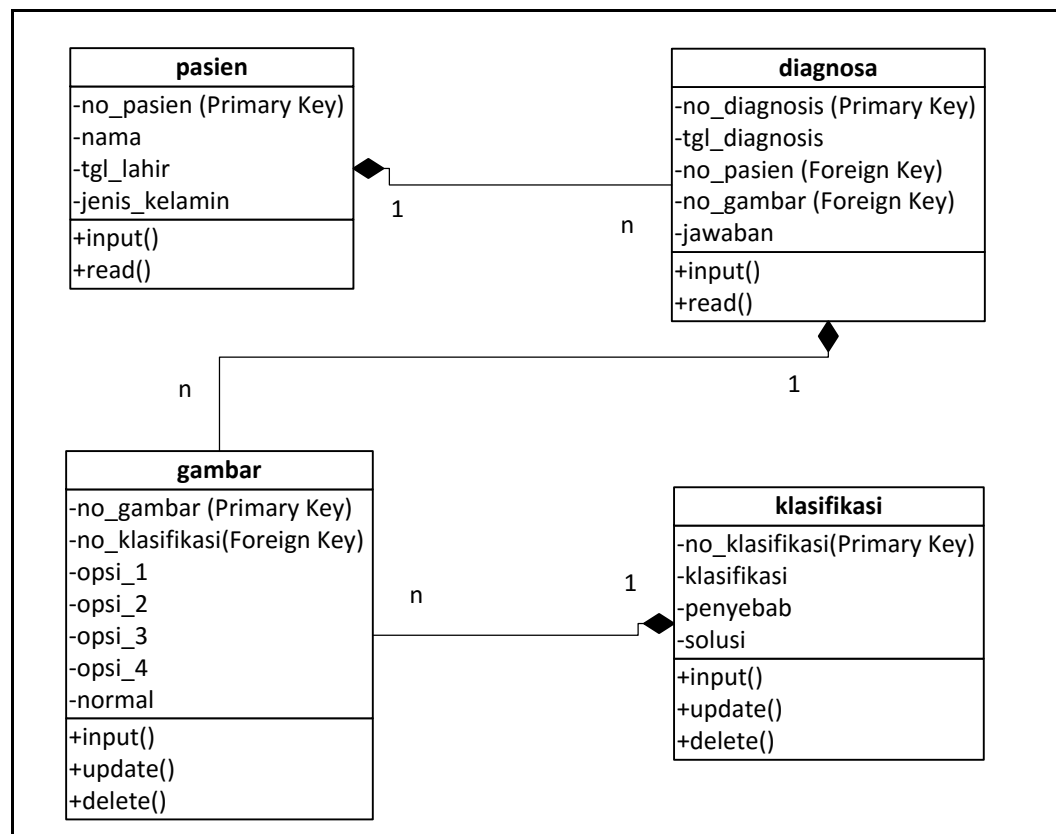 pasien
-no_pasien (Primary Key)
-nama
-tgl_lahir
-jenis_kelamin
+input()
+read()
1
n
diagnosa
-no_diagnosis (Primary Key)
-tgl_diagnosis
-no_pasien (Foreign Key)
-no_gambar (Foreign Key)
-jawaban
+input()
+read()
1
n
gambar
-no_gambar (Primary Key)
-no_klasifikasi(Foreign Key)
-opsi_1
-opsi_2
-opsi_3
-opsi_4
-normal
+input()
+update()
+delete()
n
1
klasifikasi
-no_klasifikasi(Primary Key)
-klasifikasi
-penyebab
-solusi
+input()
+update()
+delete()